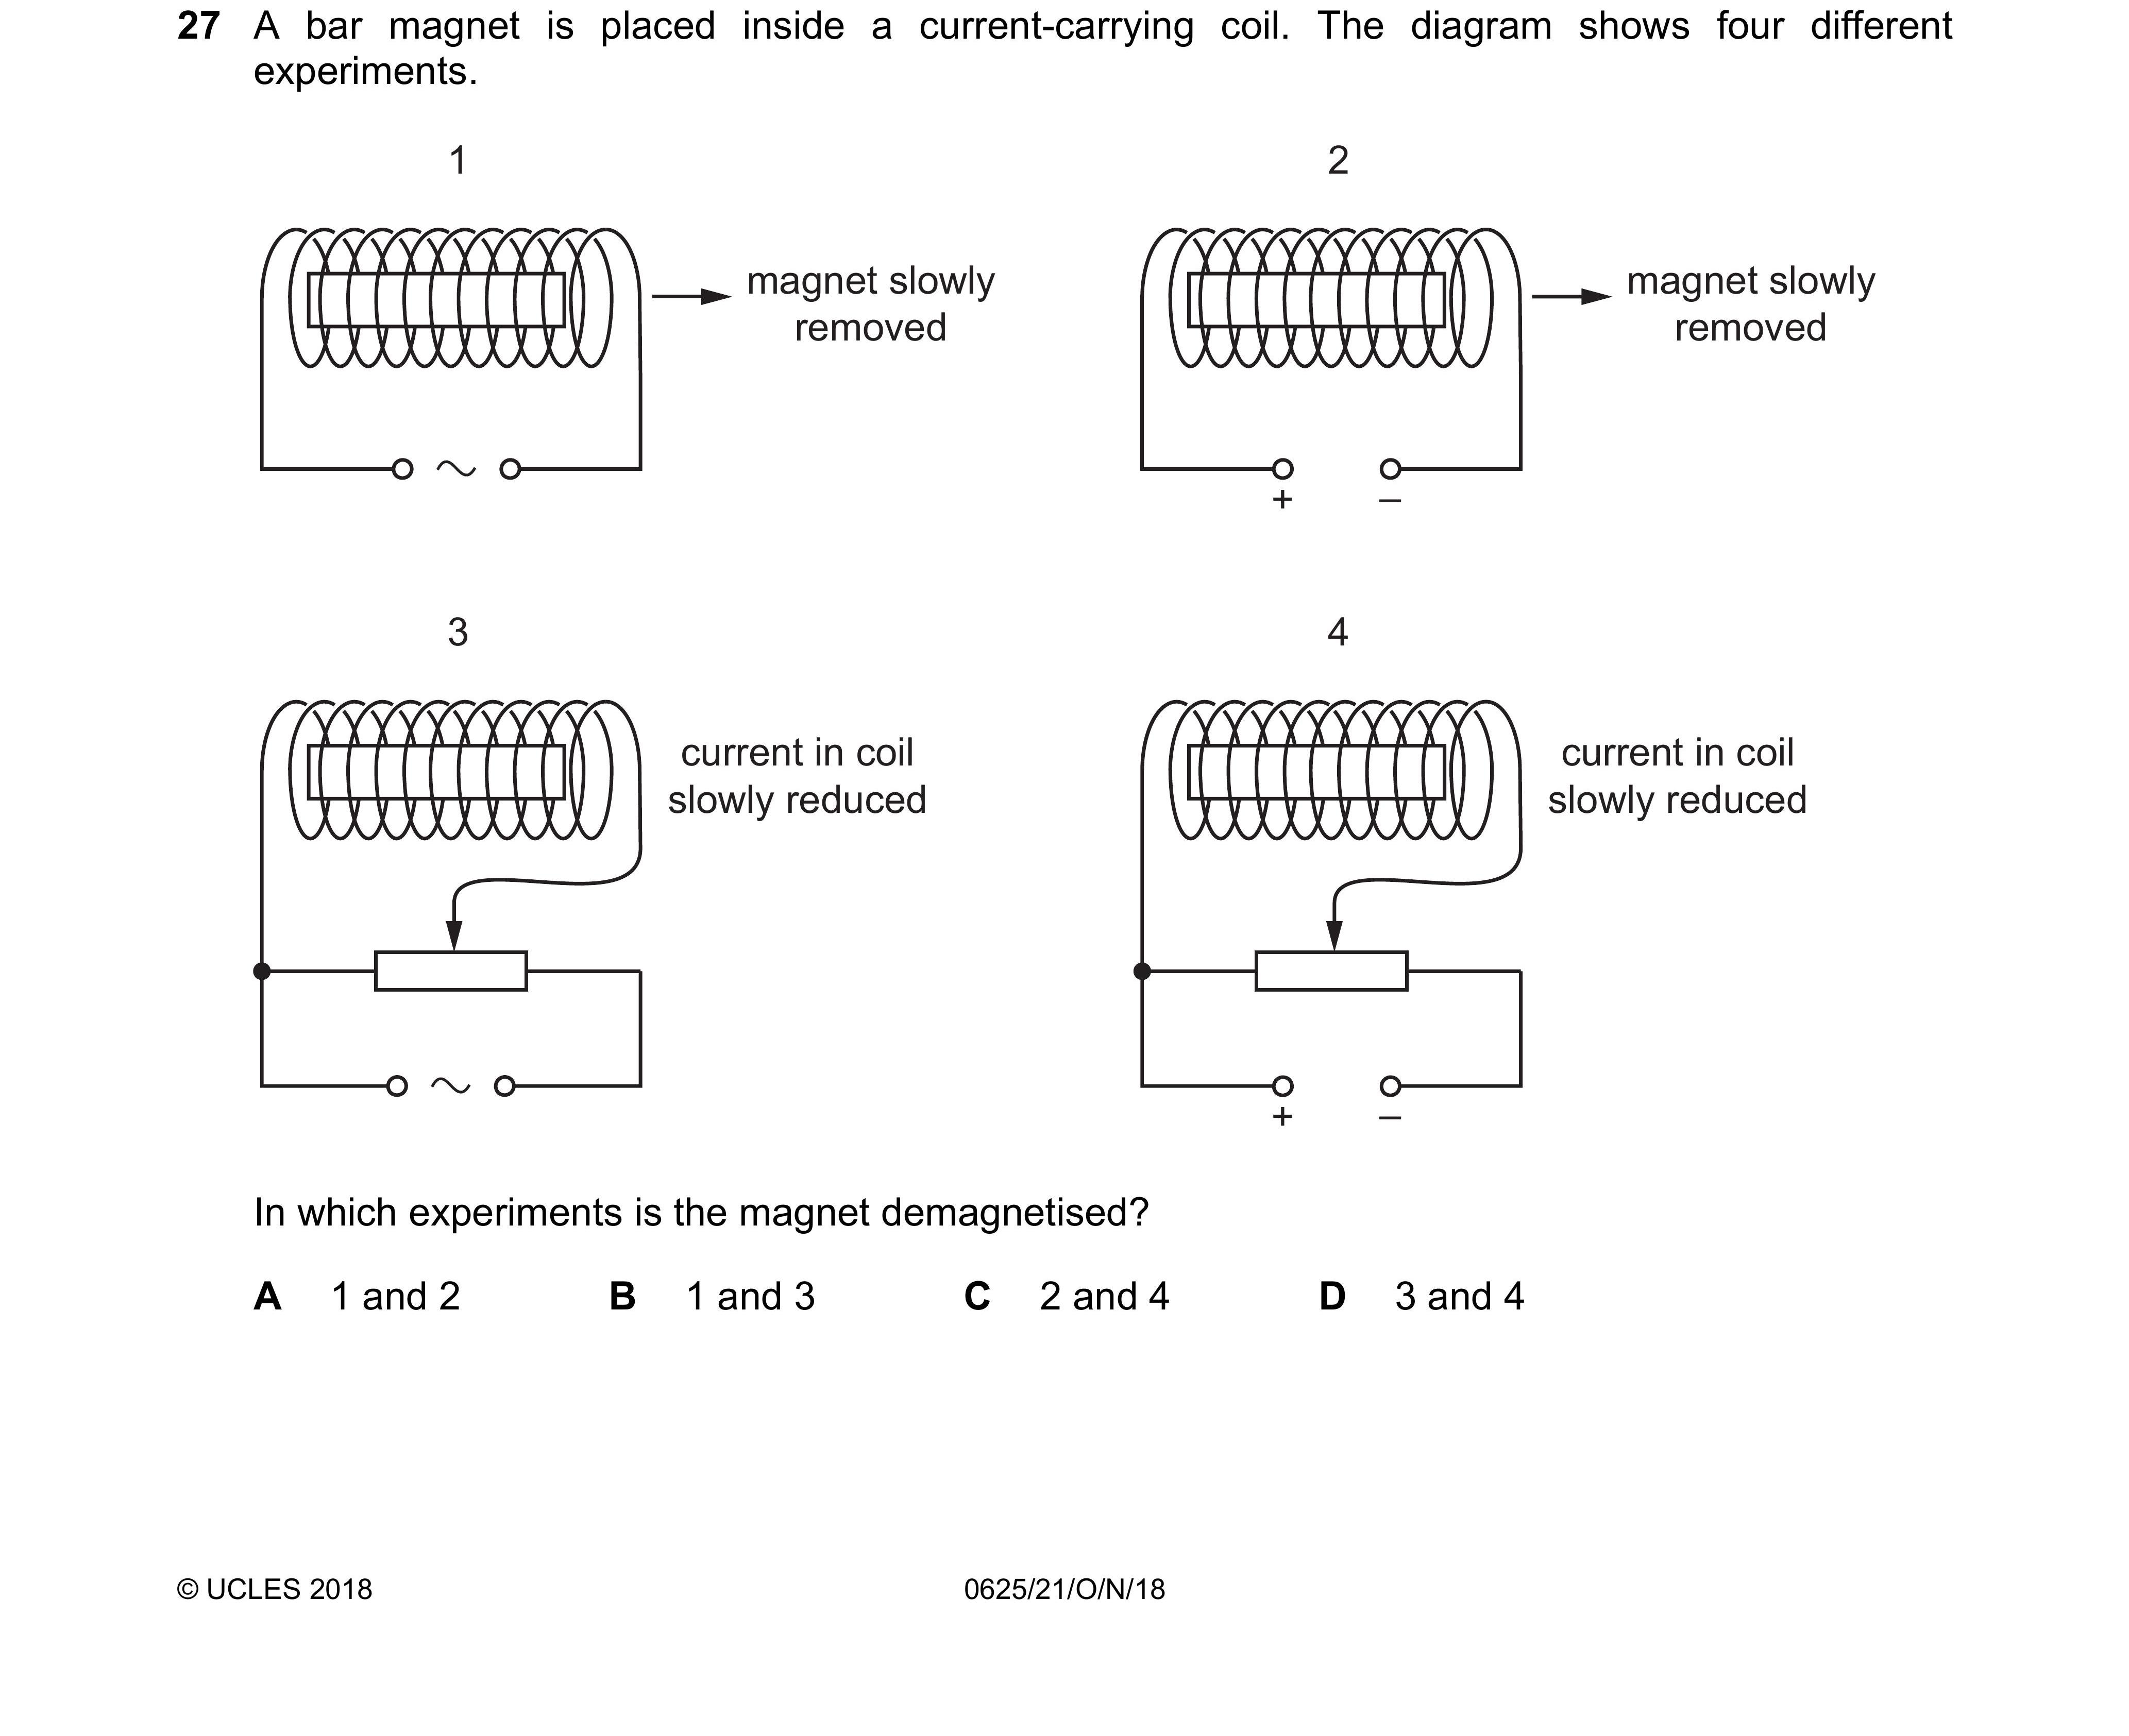 27 A bar magnet is placed inside a current-carrying coil. The diagram shows four different
experiments.
1
2
magnet slowly
removed
magnet slowly
removed
+ –
3
4
current in coil
slowly reduced
current in coil
slowly reduced
+ –
In which experiments is the magnet demagnetised?
A 1 and 2 B 1 and 3 C 2 and 4 D 3 and 4
© UCLES 2018 0625/21/O/N/18